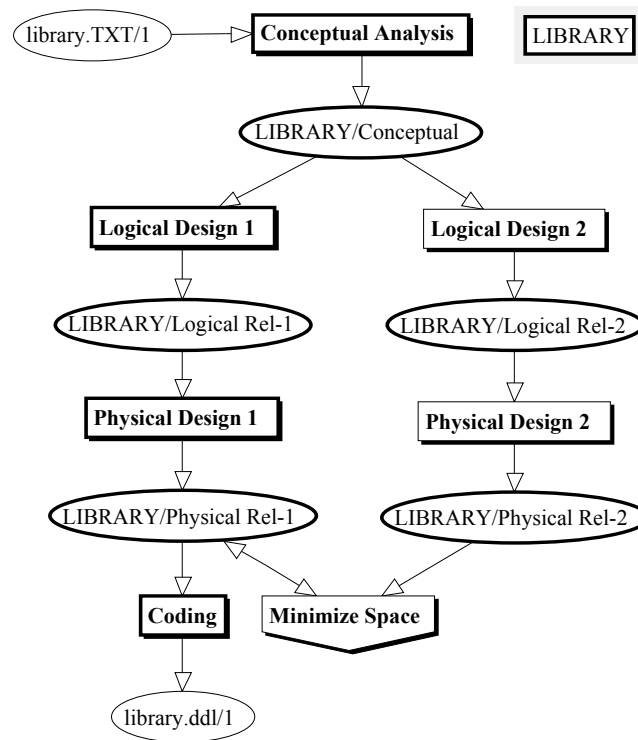 library.TXT/1
Conceptual Analysis
LIBRARY
LIBRARY/Conceptual
Logical Design 1
Logical Design 2
LIBRARY/Logical Rel-1
LIBRARY/Logical Rel-2
Physical Design 1
Physical Design 2
LIBRARY/Physical Rel-1
LIBRARY/Physical Rel-2
Coding
Minimize Space
library.ddl/1